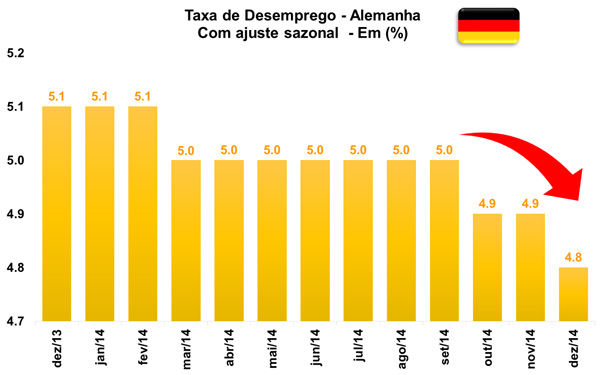 Taxa de Desemprego - Alemanha
Com ajuste sazonal - Em (%)
5.2
5.1
5.0
4.9
4.8
4.7
5.1 5.1 5.1 5.0 5.0 5.0 5.0 5.0 5.0 5.0 4.9 4.9 4.8
dez/13 jan/14 fev/14 mar/14 abr/14 mai/14 jun/14 jul/14 ago/14 set/14 out/14 nov/14 dez/14